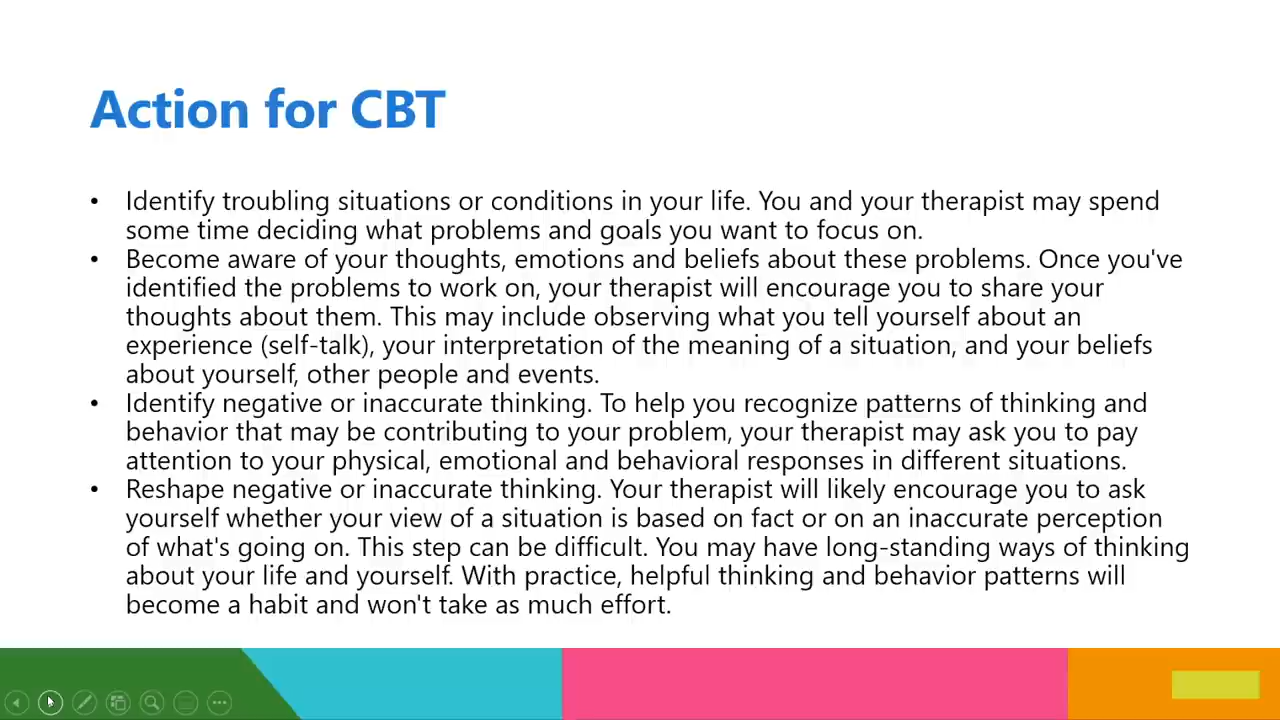 Action for CBT
• Identify troubling situations or conditions in your life. You and your therapist may spend
some time deciding what problems and goals you want to focus on.
• Become aware of your thoughts, emotions and beliefs about these problems. Once you've
identified the problems to work on, your therapist will encourage you to share your
thoughts about them. This may include observing what you tell yourself about an
experience (self-talk), your interpretation of the meaning of a situation, and your beliefs
about yourself, other people and events.
• Identify negative or inaccurate thinking. To help you recognize patterns of thinking and
behavior that may be contributing to your problem, your therapist may ask you to pay
attention to your physical, emotional and behavioral responses in different situations.
• Reshape negative or inaccurate thinking. Your therapist will likely encourage you to ask
yourself whether your view of a situation is based on fact or on an inaccurate perception
of what's going on. This step can be difficult. You may have long-standing ways of thinking
about your life and yourself. With practice, helpful thinking and behavior patterns will
become a habit and won't take as much effort.